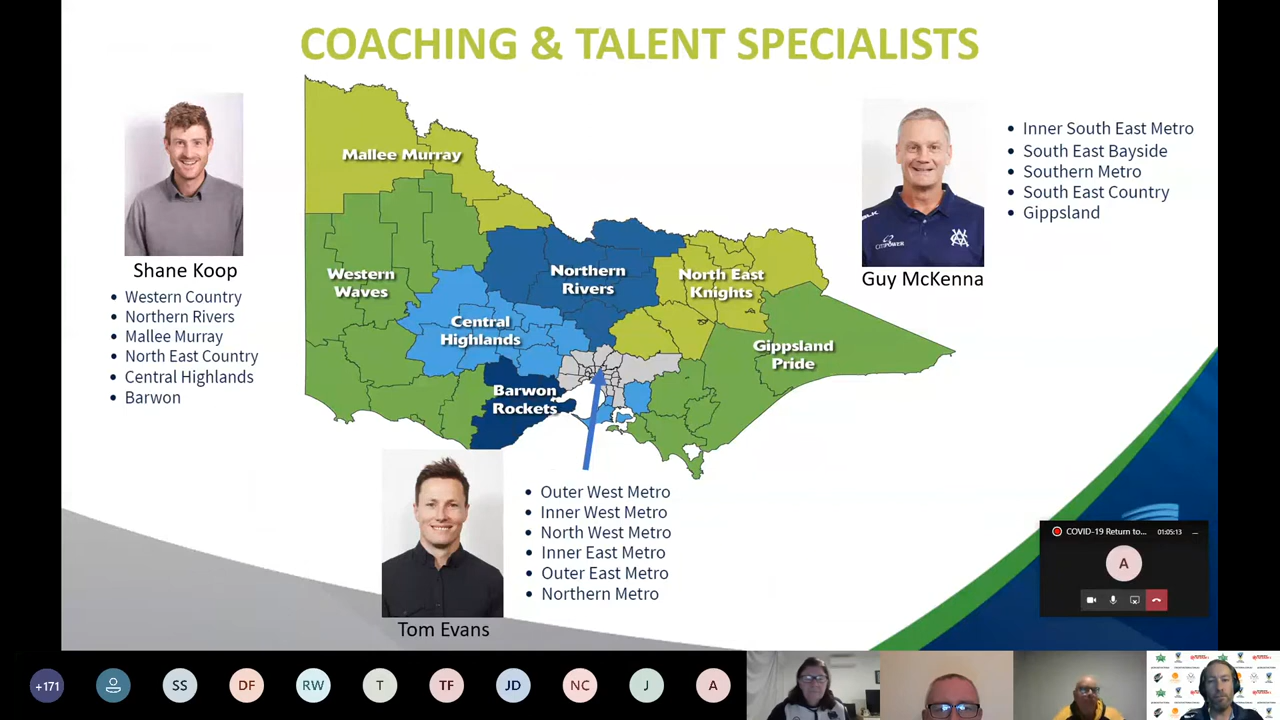 COACHING & TALENT SPECIALISTS
Shane Koop
Western Country
Northern Rivers
Mallee Murray
North East Country
Central Highlands
Barwon
Mallee Murray
Western
Waves
Northern
Rivers
North East
Knights
Central
Highlands
Gippsland
Pride
Barwon
Rockets
Guy McKenna
Inner South East Metro
South East Bayside
Southern Metro
South East Country
Gippsland
Tom Evans
Outer West Metro
Inner West Metro
North West Metro
Inner East Metro
Outer East Metro
Northern Metro
COVID-19 Return to...
01:05:13
A
+171
SS
DF
RW
T
TF
JD
NC
J
A